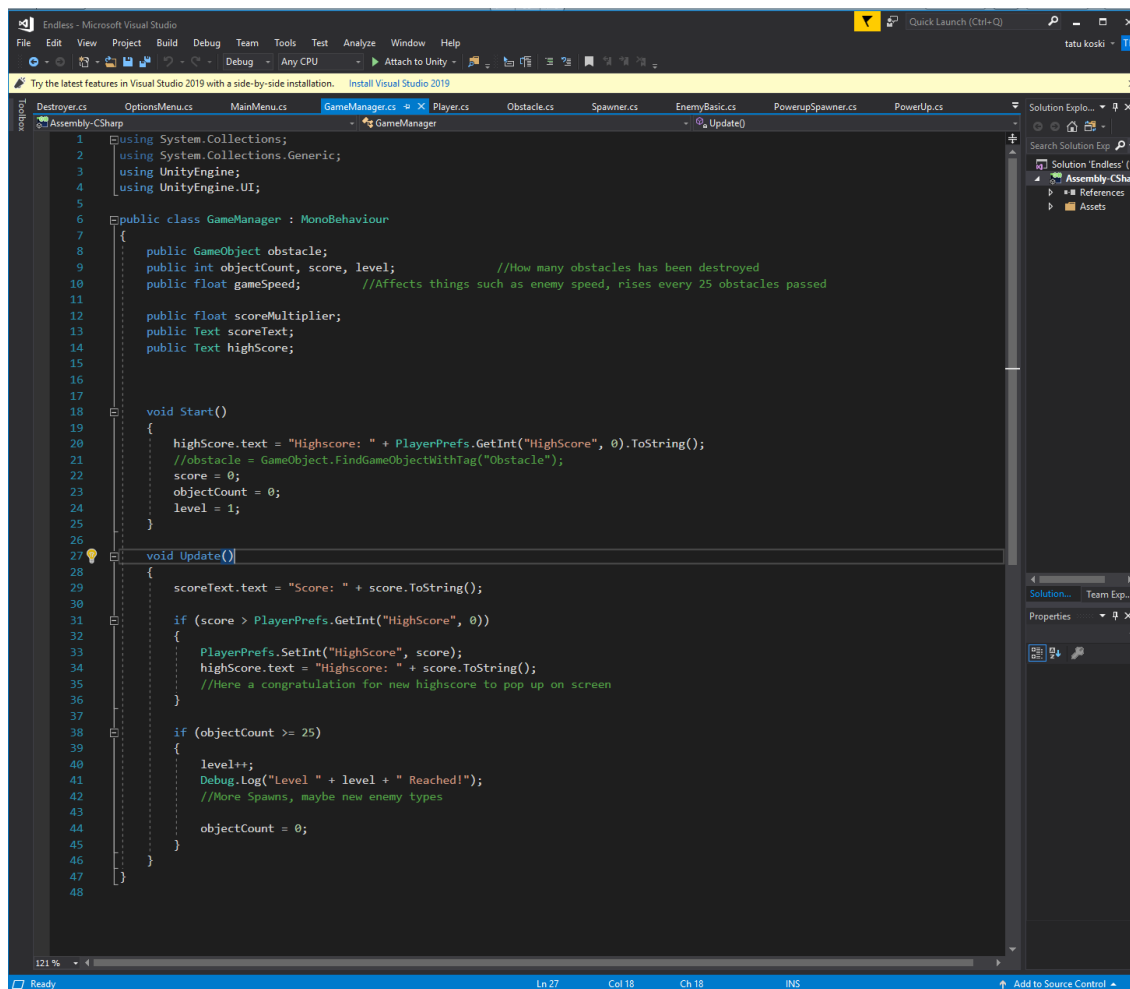 Endless - Microsoft Visual Studio
Quick Launch (Ctrl+Q)
File Edit View Project Build Debug Team Tools Test Analyze Window Help
tatu koski
Debug Any CPU Attach to Unity
Try the latest features in Visual Studio 2019 with a side-by-side installation. Install Visual Studio 2019
Toolbox
Destroyer.cs OptionsMenu.cs MainMenu.cs GameManager.cs Player.cs Obstacle.cs Spawner.cs EnemyBasic.cs PowerupSpawner.cs PowerUp.cs
Assembly-CSharp GameManager Update()
1 using System.Collections;
2 using System.Collections.Generic;
3 using UnityEngine;
4 using UnityEngine.UI;
5
6 public class GameManager : MonoBehaviour
7 {
8 public GameObject obstacle;
9 public int objectCount, score, level; //How many obstacles has been destroyed
10 public float gameSpeed; //Affects things such as enemy speed, rises every 25 obstacles passed
11
12 public float scoreMultiplier;
13 public Text scoreText;
14 public Text highScore;
15
16
17
18 void Start()
19 {
20 highScore.text = "Highscore: " + PlayerPrefs.GetInt("HighScore", 0).ToString();
21 //obstacle = GameObject.FindGameObjectWithTag("Obstacle");
22 score = 0;
23 objectCount = 0;
24 level = 1;
25 }
26
27 void Update()
28 {
29 scoreText.text = "Score: " + score.ToString();
30
31 if (score > PlayerPrefs.GetInt("HighScore", 0))
32 {
33 PlayerPrefs.SetInt("HighScore", score);
34 highScore.text = "Highscore: " + score.ToString();
35 //Here a congratulation for new highscore to pop up on screen
36 }
37
38 if (objectCount >= 25)
39 {
40 level++;
41 Debug.Log("Level " + level + " Reached!");
42 //More Spawns, maybe new enemy types
43
44 objectCount = 0;
45 }
46 }
47 }
48
121 %
Solution Explo...
Search Solution Exp
Solution 'Endless' (
Assembly-CSha
References
Assets
Solution... Team Exp...
Properties
Ready Ln 27 Col 18 Ch 18 INS Add to Source Control